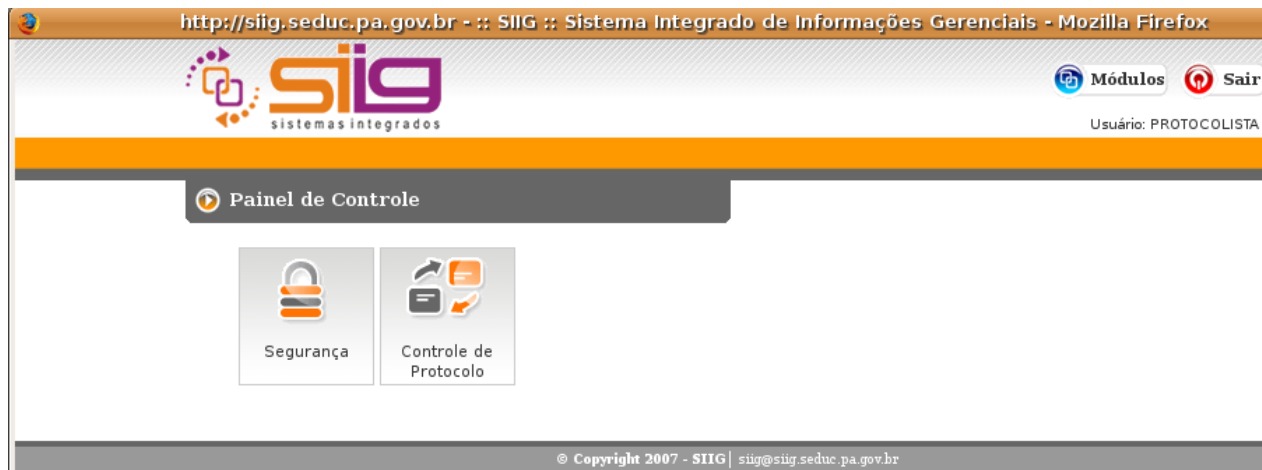 http://siig.seduc.pa.gov.br - :: SIIG :: Sistema Integrado de Informações Gerenciais - Mozilla Firefox
siig
sistemas integrados
Módulos
Sair
Usuário: PROTOCOLISTA
Painel de Controle
Segurança
Controle de
Protocolo
© Copyright 2007 - SIIG | siig@siig.seduc.pa.gov.br